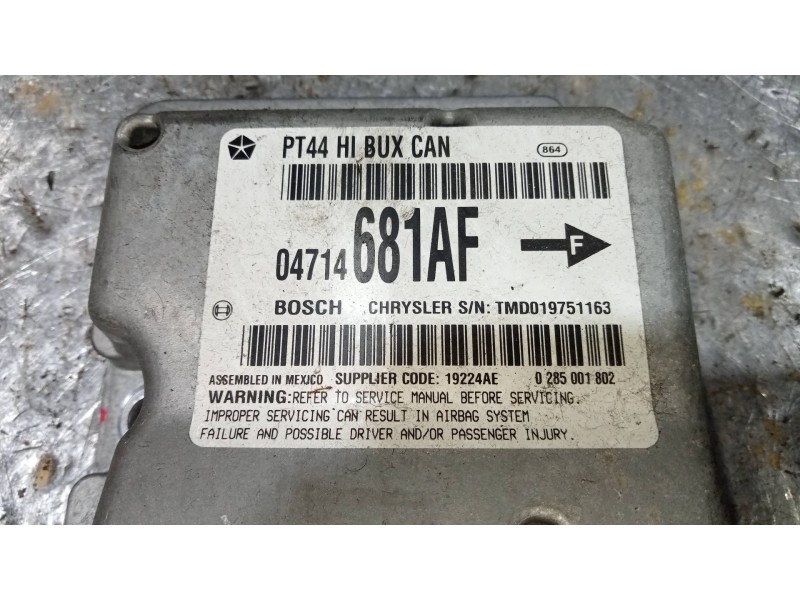 PT44 HI BUX CAN 864
04714681AF F
BOSCH CHRYSLER S/N: TMD019751163
ASSEMBLED IN MEXICO SUPPLIER CODE: 19224AE 0 285 001 802
WARNING:REFER TO SERVICE MANUAL BEFORE SERVICING.
IMPROPER SERVICING CAN RESULT IN AIRBAG SYSTEM
FAILURE AND POSSIBLE DRIVER AND/OR PASSENGER INJURY.